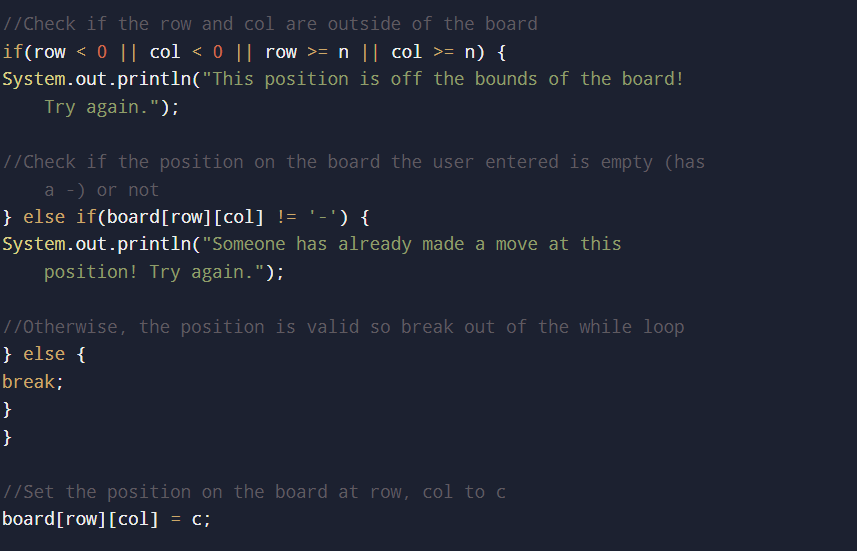 //Check if the row and col are outside of the board
if(row < 0 || col < 0 || row >= n || col >= n) {
System.out.println("This position is off the bounds of the board!
Try again.");
//Check if the position on the board the user entered is empty (has
a -) or not
} else if(board[row][col] != '-') {
System.out.println("Someone has already made a move at this
position! Try again.");
//Otherwise, the position is valid so break out of the while loop
} else {
break;
}
}
//Set the position on the board at row, col to c
board[row][col] = c;